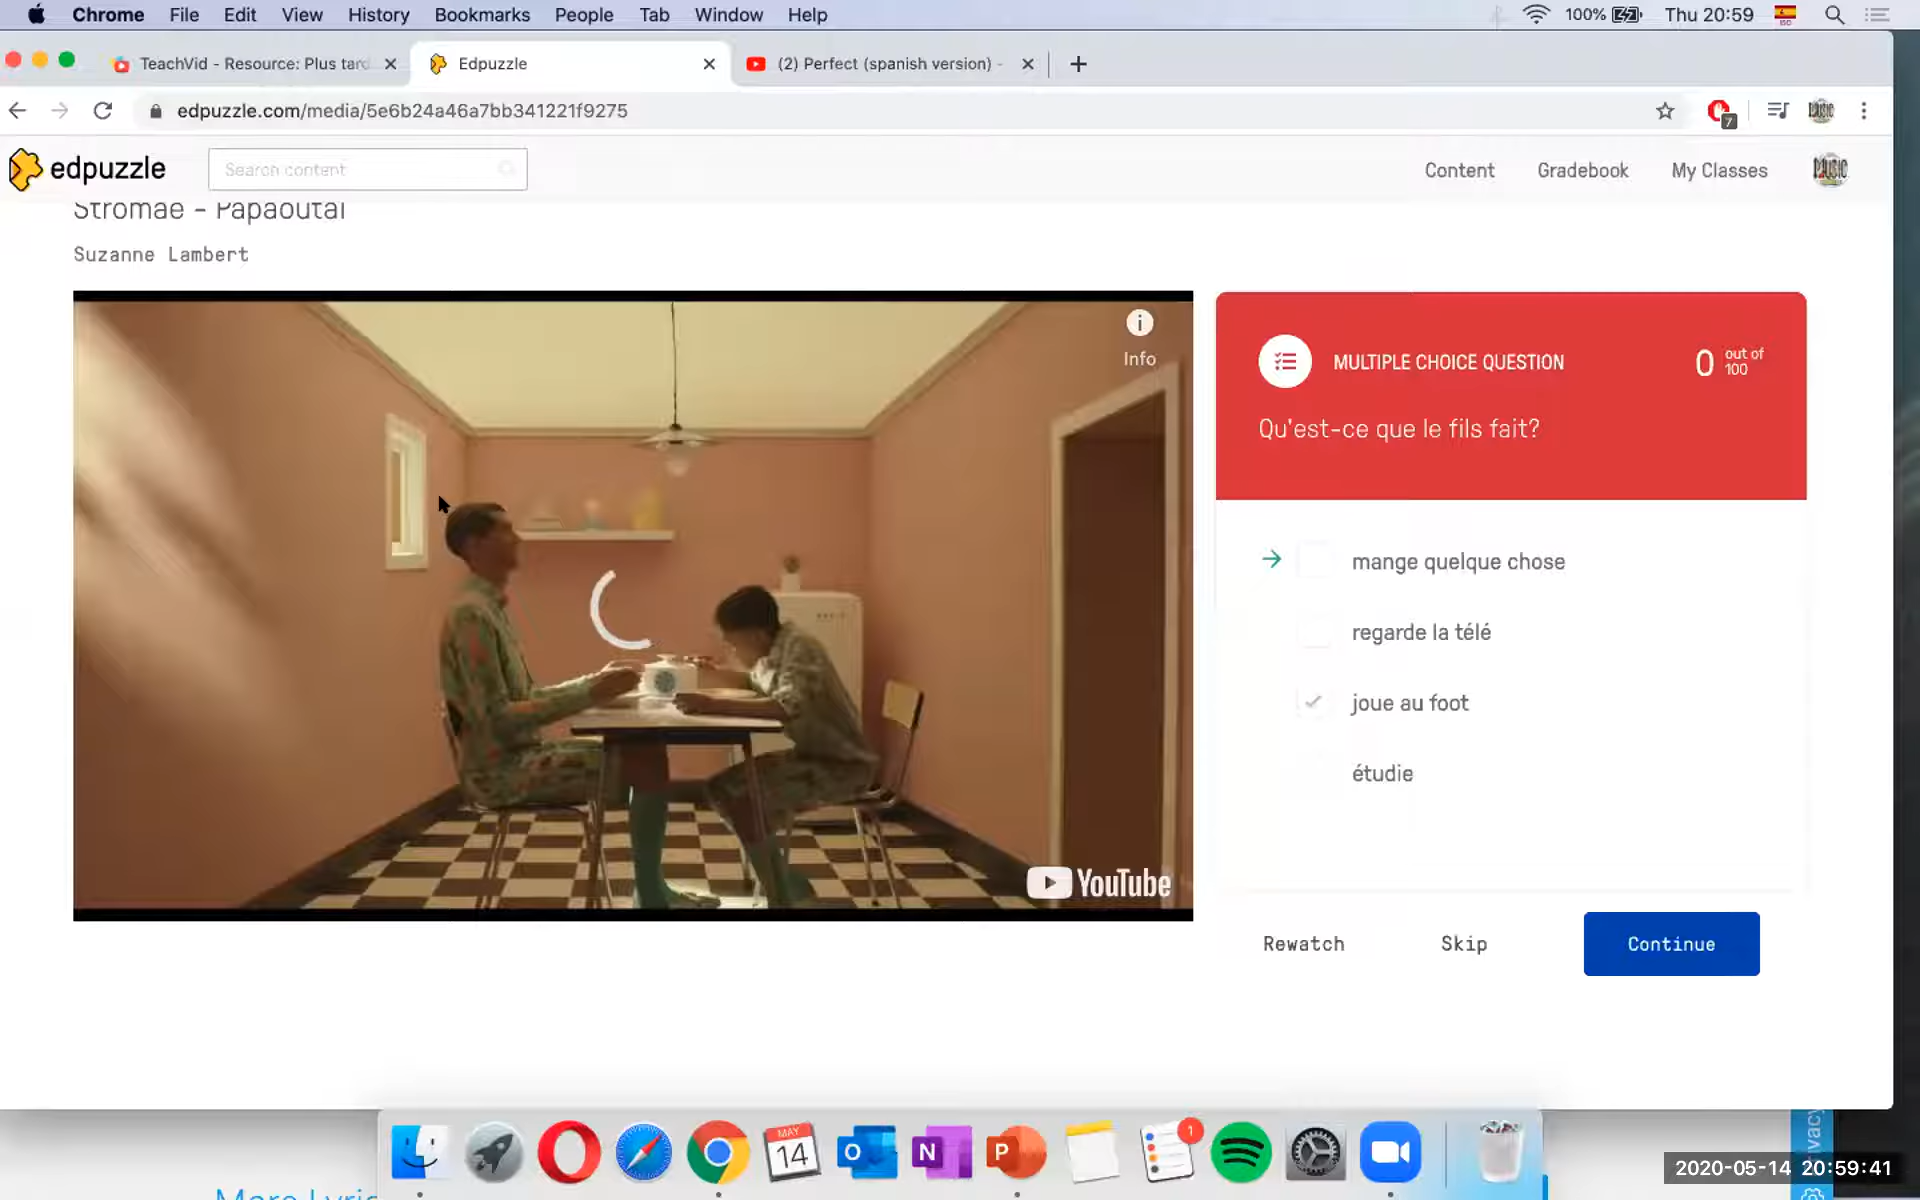 Chrome File Edit View History Bookmarks People Tab Window Help 100% Thu 20:59
TeachVid - Resource: Plus tard Edpuzzle (2) Perfect (spanish version) -
edpuzzle.com/media/5e6b24a46a7bb341221f9275 7
edpuzzle Search content Content Gradebook My Classes MUSIC
Stromae - Papaoutai
Suzanne Lambert
Info
MULTIPLE CHOICE QUESTION 0 out of 100
Qu'est-ce que le fils fait?
mange quelque chose
regarde la télé
joue au foot
étudie
YouTube
Rewatch Skip Continue
MAY
14
O
N
P
1
2020-05-14 20:59:41